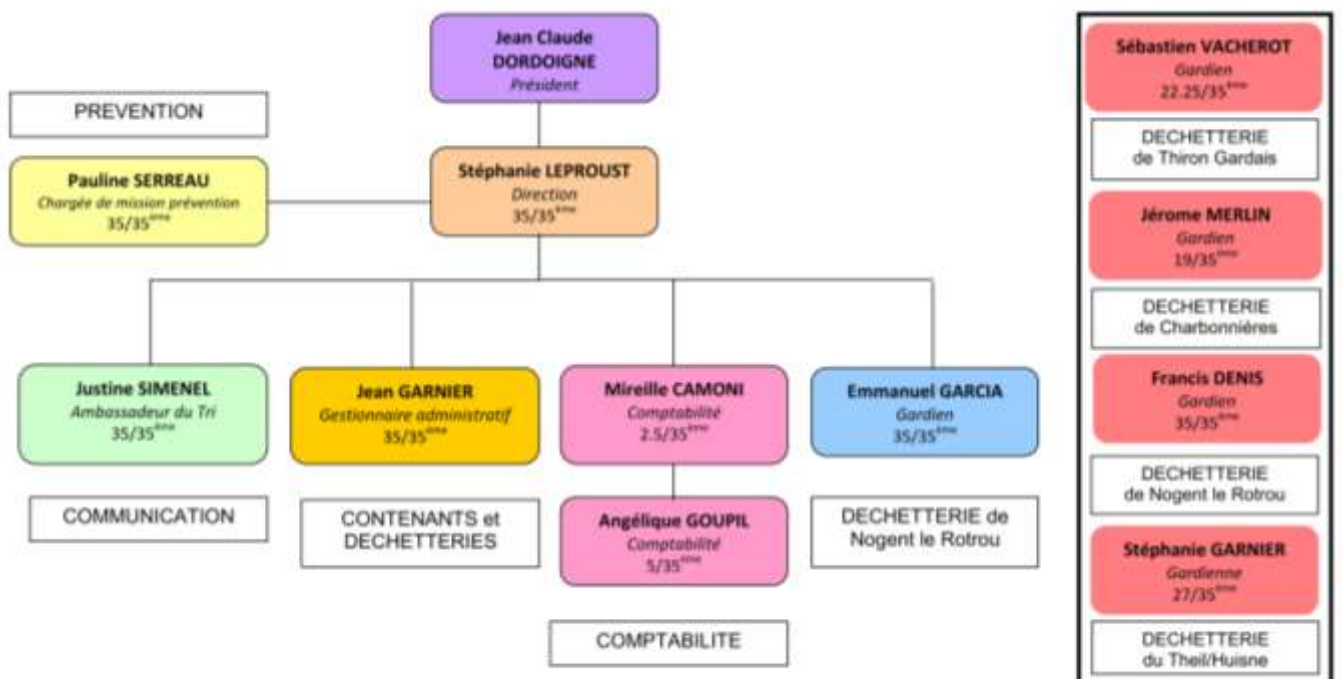 Jean Claude
DORDOIGNE
Président
PREVENTION
Pauline SERREAU
Chargée de mission prévention
35/35ème
Stéphanie LEPROUST
Direction
35/35ème
Justine SIMENEL
Ambassadeur du Tri
35/35ème
COMMUNICATION
Jean GARNIER
Gestionnaire administratif
35/35ème
CONTENANTS et
DECHETTERIES
Mireille CAMONI
Comptabilité
2.5/35ème
Angélique GOUPIL
Comptabilité
5/35ème
COMPTABILITE
Emmanuel GARCIA
Gardien
35/35ème
DECHETTERIE de
Nogent le Rotrou
Sébastien VACHEROT
Gardien
22.25/35ème
DECHETTERIE
de Thiron Gardais
Jérome MERLIN
Gardien
19/35ème
DECHETTERIE
de Charbonnières
Francis DENIS
Gardien
35/35ème
DECHETTERIE
de Nogent le Rotrou
Stéphanie GARNIER
Gardienne
27/35ème
DECHETTERIE
du Theil/Huisne